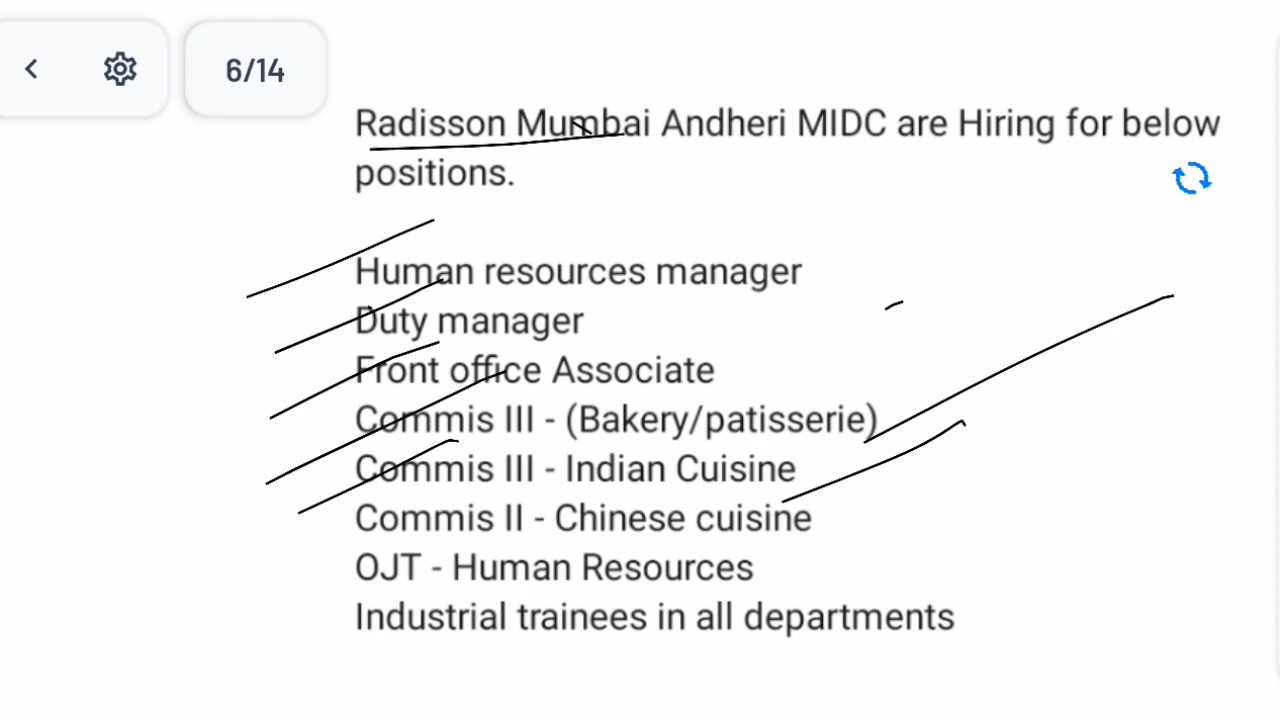 6/14
Radisson Mumbai Andheri MIDC are Hiring for below
positions.
Human resources manager
Duty manager
Front office Associate
Commis III - (Bakery/patisserie)
Commis III - Indian Cuisine
Commis II - Chinese cuisine
OJT - Human Resources
Industrial trainees in all departments